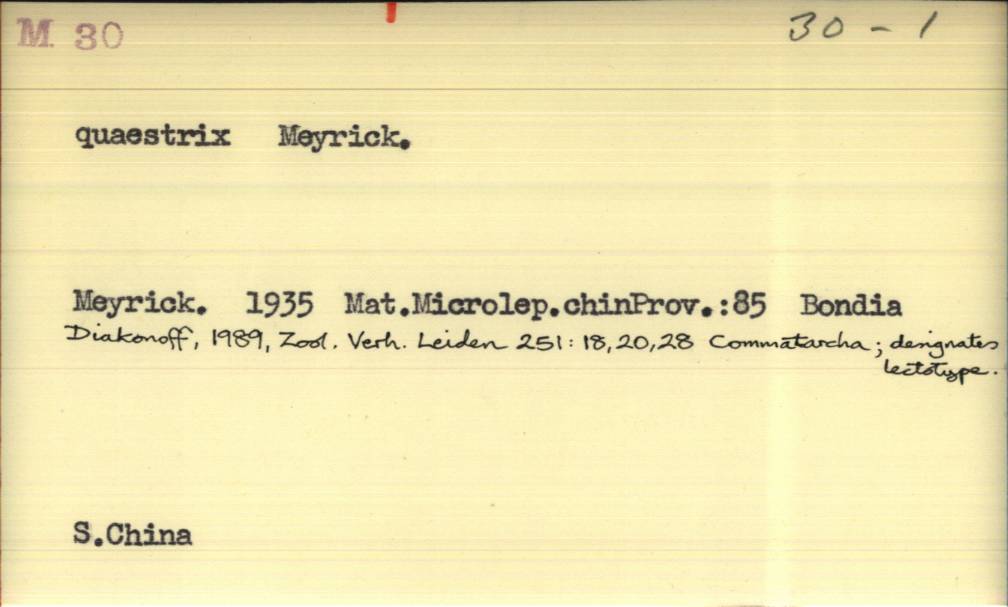 M. 30
30 - 1
quaestrix Meyrick.
Meyrick. 1935 Mat.Microlep.chinProv.:85 Bondia
Diakonoff, 1989, Zool. Verh. Leiden 251: 18, 20, 28 Commatarcha; designates
lectotype.
S.China